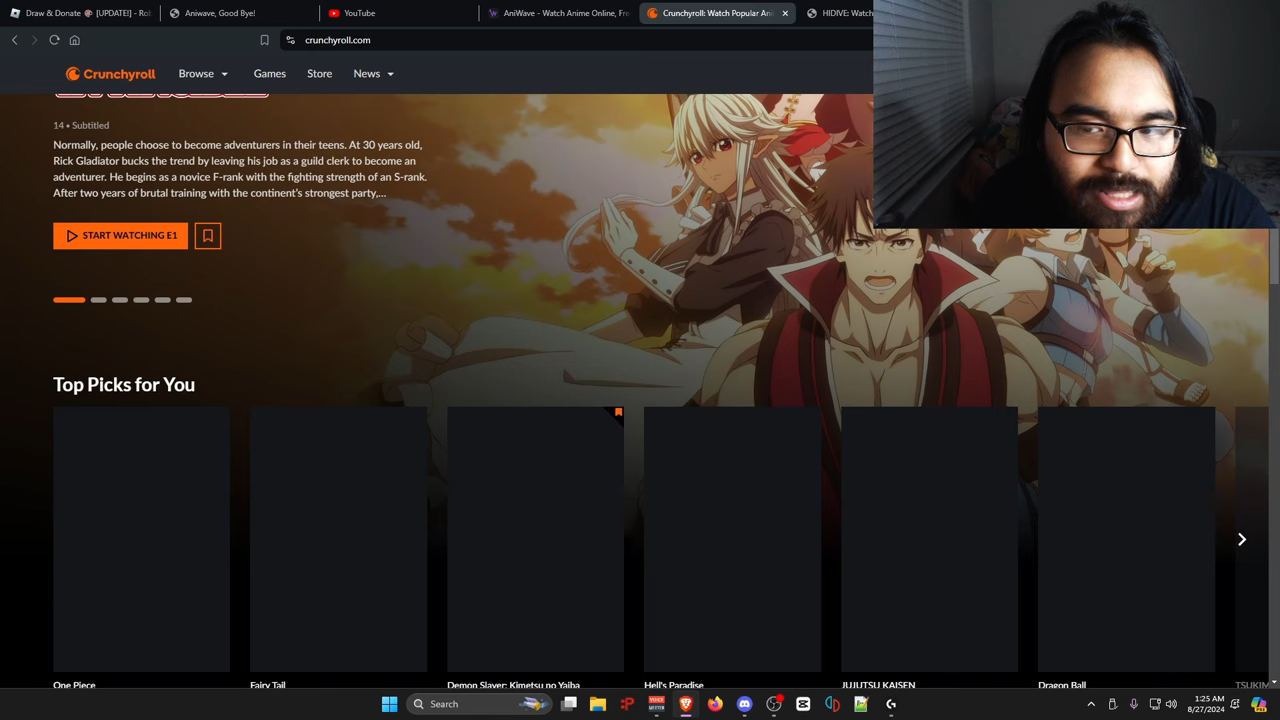 Draw & Donate 🎨 [UPDATE!] - Rob
Aniwave, Good Bye!
YouTube
AniWave - Watch Anime Online, Fre
Crunchyroll: Watch Popular Ani
HIDIVE: Watch
crunchyroll.com
Crunchyroll
Browse
Games
Store
News
14 • Subtitled
Normally, people choose to become adventurers in their teens. At 30 years old,
Rick Gladiator bucks the trend by leaving his job as a guild clerk to become an
adventurer. He begins as a novice F-rank with the fighting strength of an S-rank.
After two years of brutal training with the continent's strongest party,...
START WATCHING E1
Top Picks for You
One Piece
Fairy Tail
Demon Slayer: Kimetsu no Yaiba
Hell's Paradise
JUJUTSU KAISEN
Dragon Ball
TSUKIM
Search
1:25 AM
8/27/2024